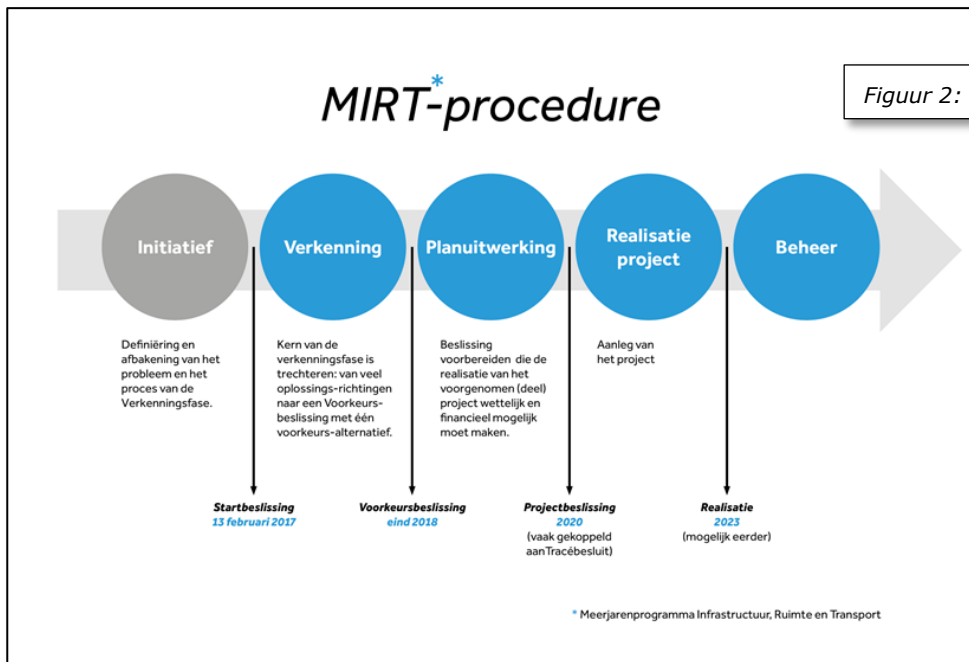 MIRT*-procedure
Figuur 2:
Initiatief
Verkenning
Planuitwerking
Realisatie
project
Beheer
Definiëring en
afbakening van het
probleem en het
proces van de
Verkenningsfase.
Kern van de
verkenningsfase is
trechteren: van veel
oplossings-richtingen
naar een Voorkeurs-
beslissing met één
voorkeurs-alternatief.
Beslissing
voorbereiden die de
realisatie van het
voorgenomen (deel)
project wettelijk en
financieel mogelijk
moet maken.
Aanleg van
het project
Startbeslissing
13 februari 2017
Voorkeursbeslissing
eind 2018
Projectbeslissing
2020
(vaak gekoppeld
aanTracébesluit)
Realisatie
2023
(mogelijk eerder)
* Meerjarenprogramma Infrastructuur, Ruimte en Transport